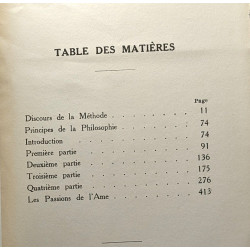 TABLE DES MATIÈRES
Page
Discours de la Méthode . . . . . . . 11
Principes de la Philosophie . . . . . . 74
Introduction . . . . . . . . . 74
Première partie . . . . . . . . 91
Deuxième partie . . . . . . . . 136
Troisième partie . . . . . . . . 175
Quatrième partie . . . . . . . . 276
Les Passions de l'Ame . . . . . . . 413